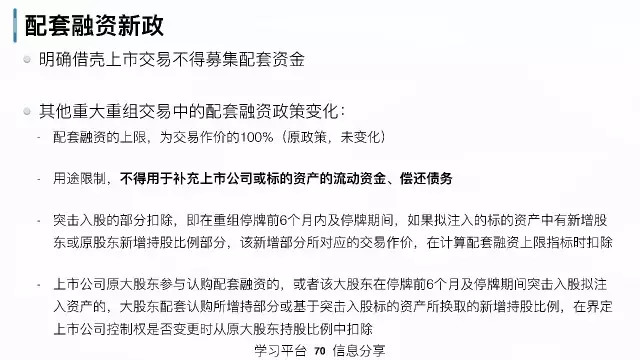 配套融资新政
明确借壳上市交易不得募集配套资金
其他重大重组交易中的配套融资政策变化：
- 配套融资的上限，为交易作价的100%（原政策，未变化）
- 用途限制，不得用于补充上市公司或标的资产的流动资金、偿还债务
- 突击入股的部分扣除，即在重组停牌前6个月内及停牌期间，如果拟注入的标的资产中有新增股
东或原股东新增持股比例部分，该新增部分所对应的交易作价，在计算配套融资上限指标时扣除
- 上市公司原大股东参与认购配套融资的，或者该大股东在停牌前6个月及停牌期间突击入股拟注
入资产的，大股东配套认购所增持部分或基于突击入股标的资产所换取的新增持股比例，在界定
上市公司控制权是否变更时从原大股东持股比例中扣除
学习平台 70 信息分享